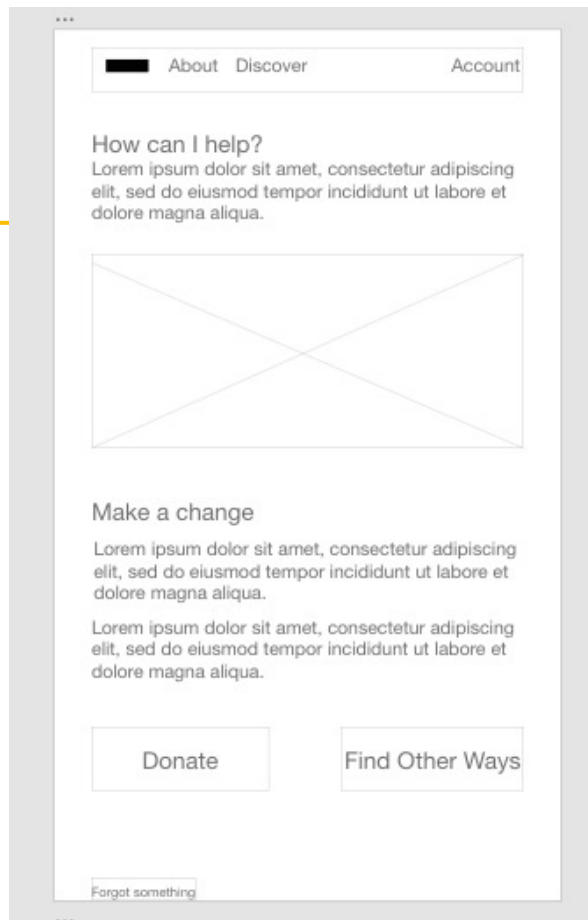 About Discover Account
How can I help?
Lorem ipsum dolor sit amet, consectetur adipiscing
elit, sed do eiusmod tempor incididunt ut labore et
dolore magna aliqua.
Make a change
Lorem ipsum dolor sit amet, consectetur adipiscing
elit, sed do eiusmod tempor incididunt ut labore et
dolore magna aliqua.
Lorem ipsum dolor sit amet, consectetur adipiscing
elit, sed do eiusmod tempor incididunt ut labore et
dolore magna aliqua.
Donate Find Other Ways
Forgot something